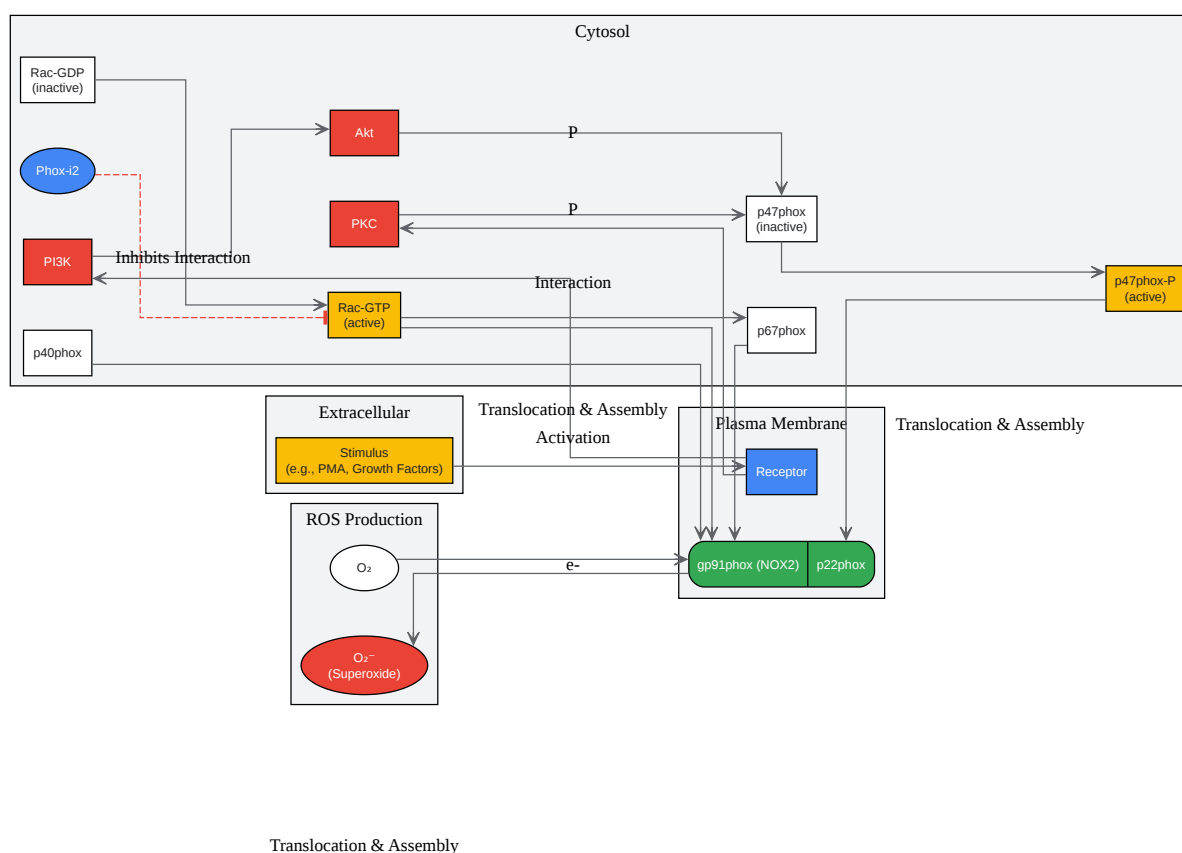 Cytosol
Rac-GDP
(inactive)
Akt
P
Phox-i2
PKC
P
p47phox
(inactive)
PI3K
Inhibits Interaction
Interaction
p47phox-P
(active)
Rac-GTP
(active)
p67phox
p40phox
Extracellular
Translocation & Assembly
Activation
Plasma Membrane
Translocation & Assembly
Stimulus
(e.g., PMA, Growth Factors)
Receptor
ROS Production
O₂
e-
gp91phox (NOX2)
p22phox
O₂⁻
(Superoxide)
Translocation & Assembly